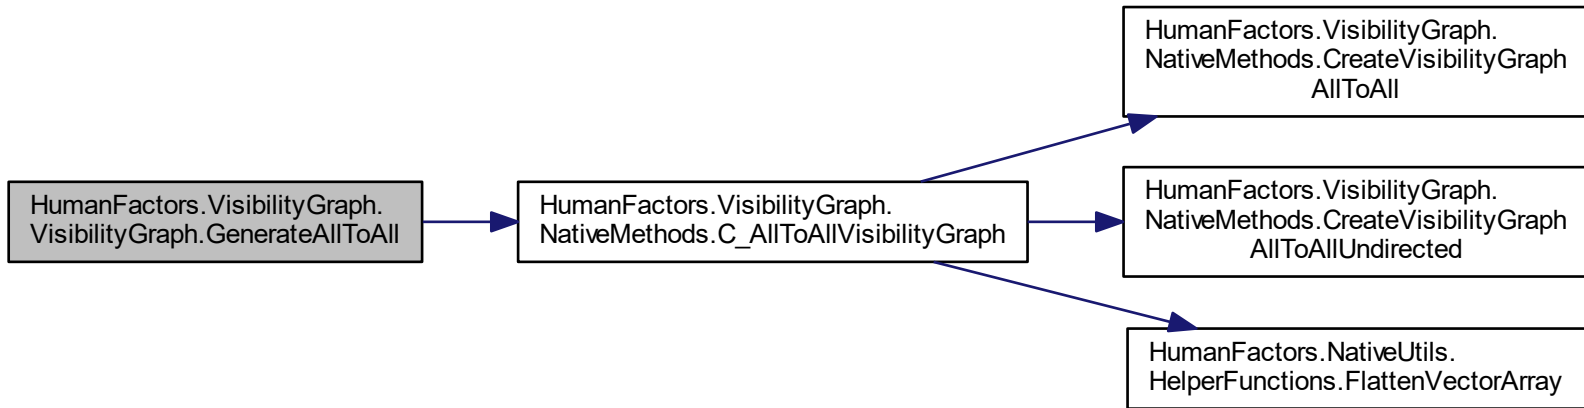 HumanFactors.VisibilityGraph.
VisibilityGraph.GenerateAllToAll
HumanFactors.VisibilityGraph.
NativeMethods.C_AllToAllVisibilityGraph
HumanFactors.VisibilityGraph.
NativeMethods.CreateVisibilityGraph
AllToAll
HumanFactors.VisibilityGraph.
NativeMethods.CreateVisibilityGraph
AllToAllUndirected
HumanFactors.NativeUtils.
HelperFunctions.FlattenVectorArray